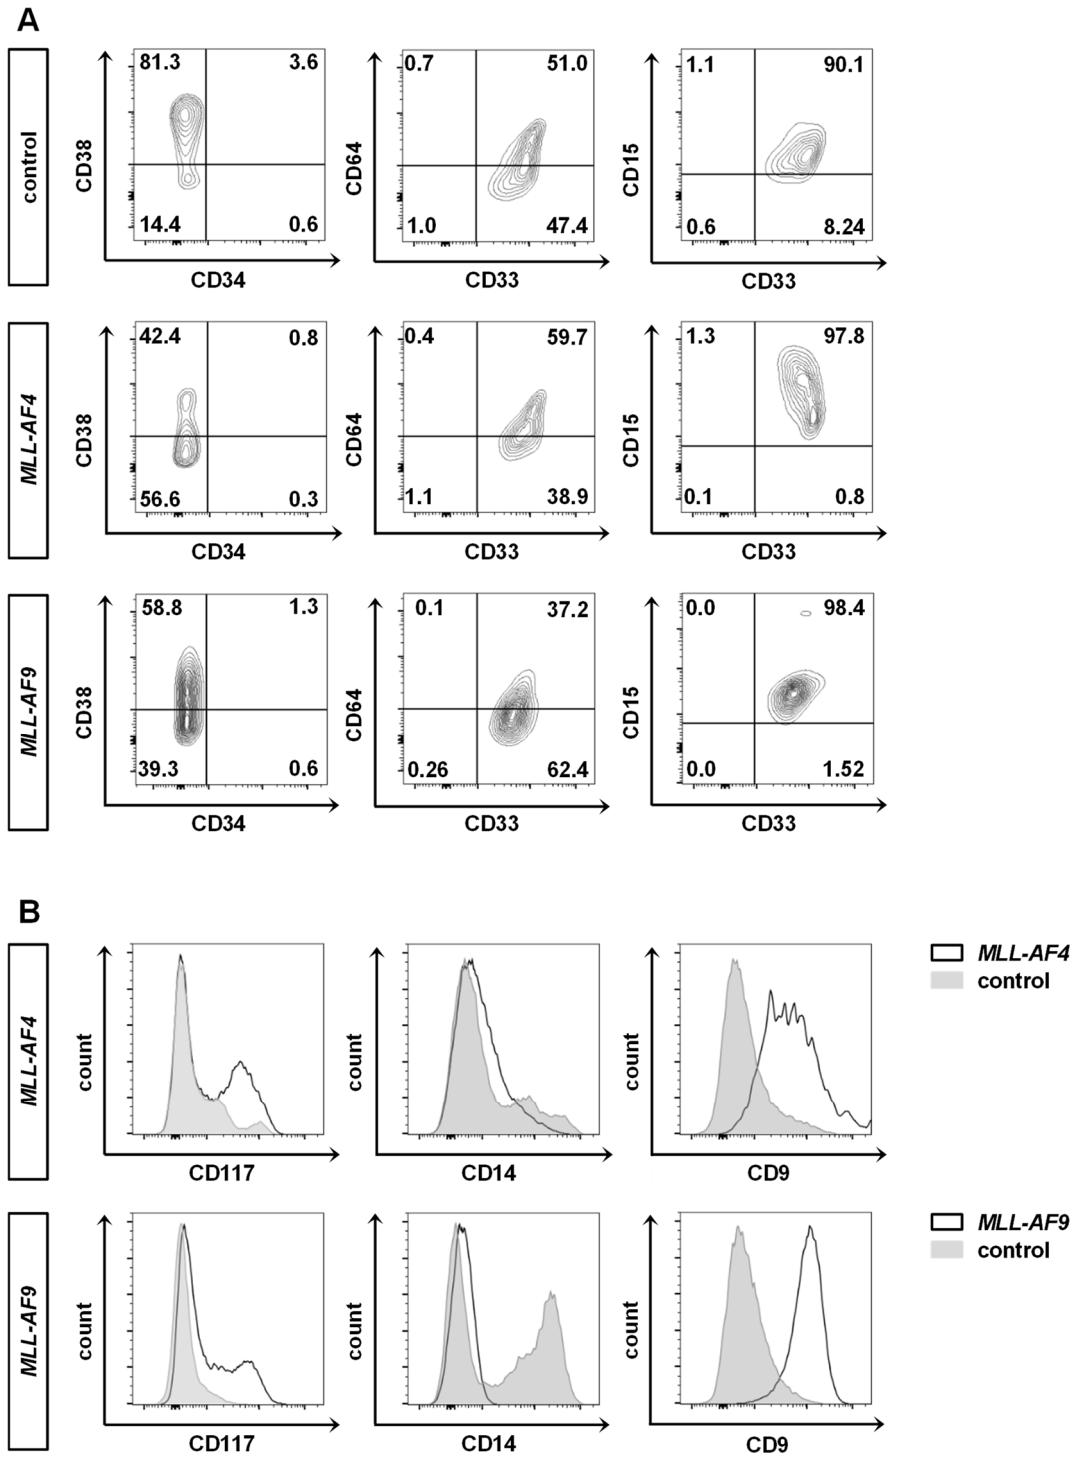 A
control
81.3 3.6
14.4 0.6
CD38
CD34
0.7 51.0
1.0 47.4
CD64
CD33
1.1 90.1
0.6 8.24
CD15
CD33
MLL-AF4
42.4 0.8
56.6 0.3
CD38
CD34
0.4 59.7
1.1 38.9
CD64
CD33
1.3 97.8
0.1 0.8
CD15
CD33
MLL-AF9
58.8 1.3
39.3 0.6
CD38
CD34
0.1 37.2
0.26 62.4
CD64
CD33
0.0 98.4
0.0 1.52
CD15
CD33
B
MLL-AF4
count
CD117
count
CD14
count
CD9
MLL-AF4
control
MLL-AF9
count
CD117
count
CD14
count
CD9
MLL-AF9
control